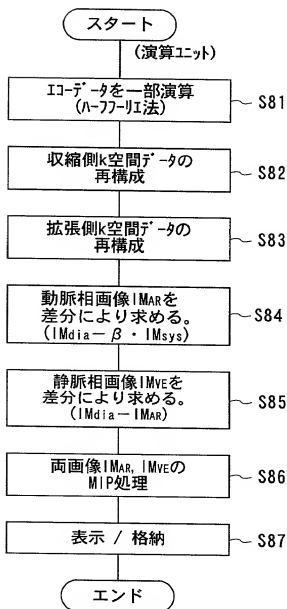 スタート
(演算ユニット)
エコーデータを一部演算
(ハーフフーリエ法)
S81
収縮側k空間データの
再構成
S82
拡張側k空間データの
再構成
S83
動脈相画像IMARを
差分により求める。
(IMdia－β・IMsys)
S84
静脈相画像IMVEを
差分により求める。
(IMdia－IMAR)
S85
両画像IMAR, IMVEの
MIP処理
S86
表示 / 格納
S87
エンド